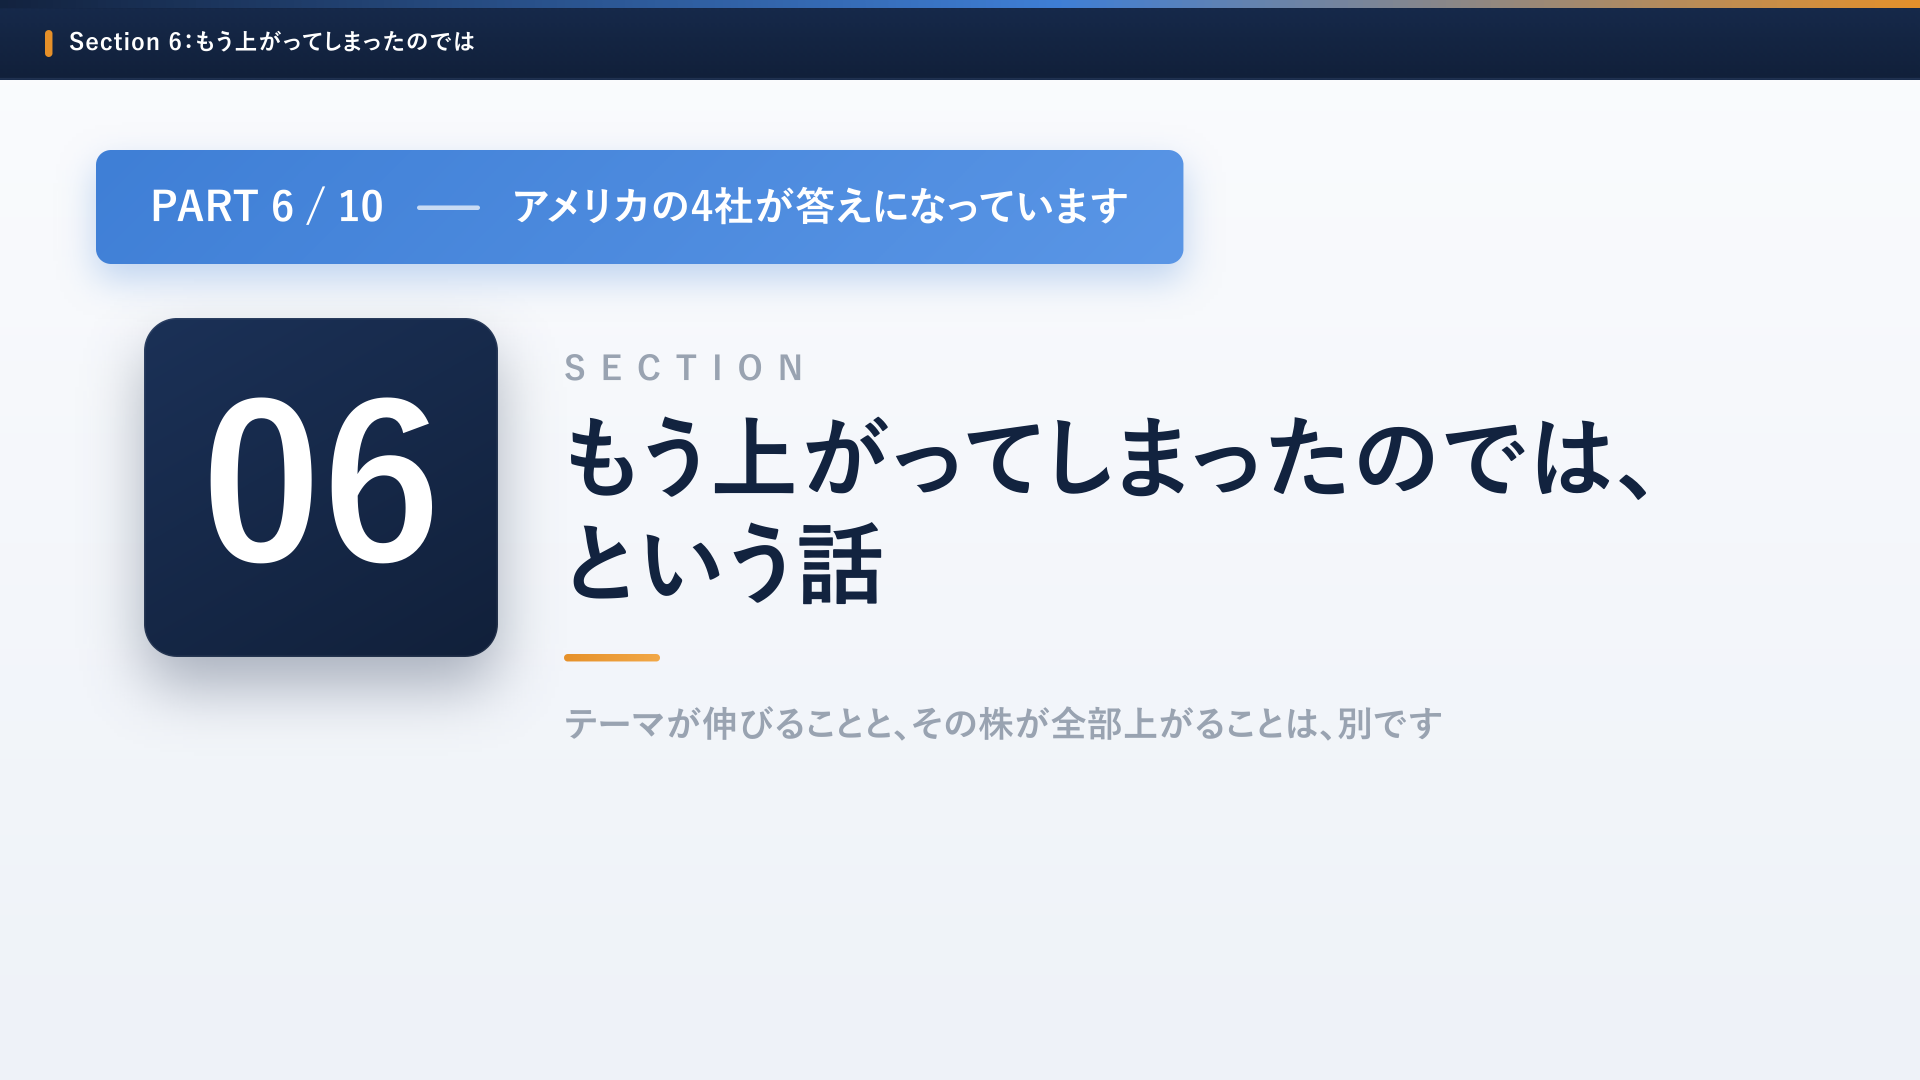 Section 6：もう上がってしまったのでは
PART 6 / 10 — アメリカの4社が答えになっています
06
SECTION
もう上がってしまったのでは、
という話
テーマが伸びることと、その株が全部上がることは、別です